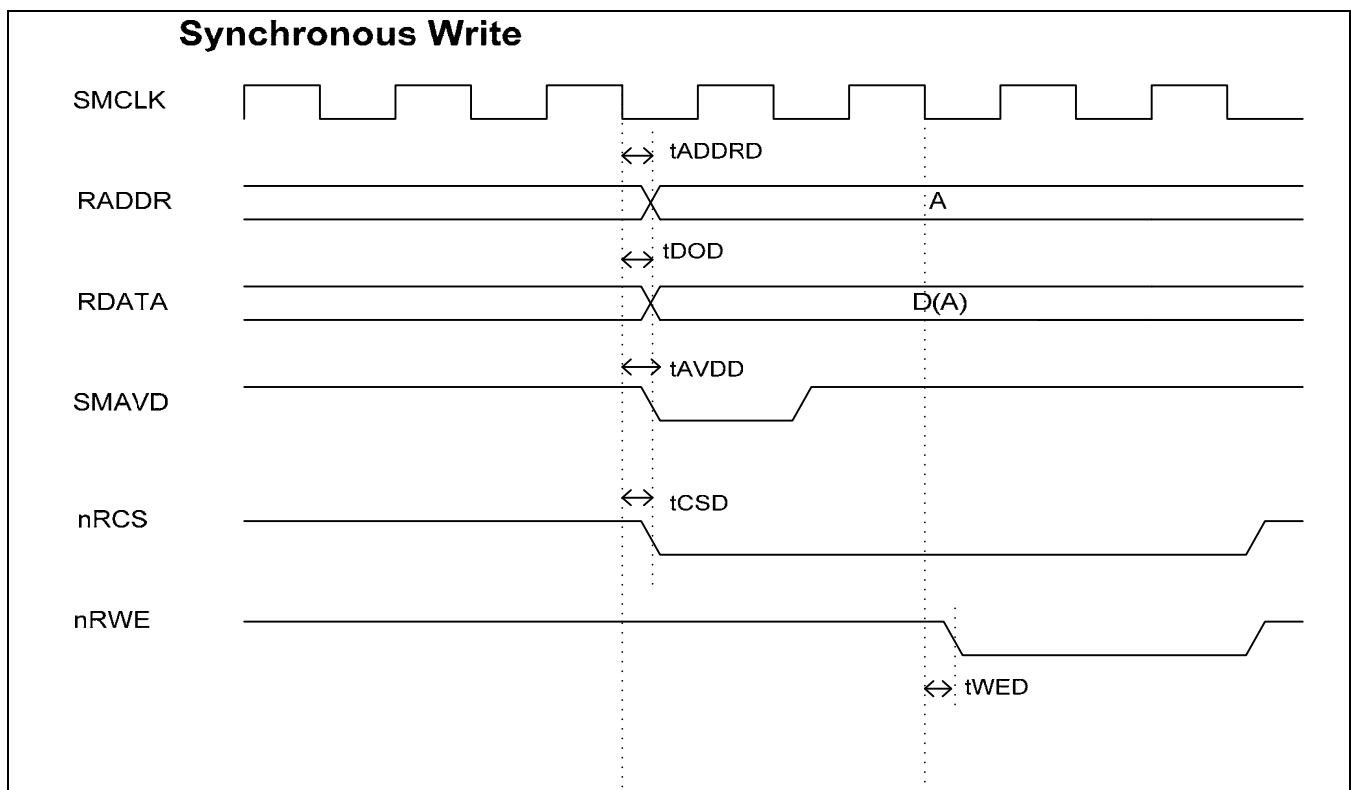 Synchronous Write
SMCLK
tADDRD
RADDR
A
tDOD
RDATA
D(A)
tAVDD
SMAVD
tCSD
nRCS
nRWE
tWED